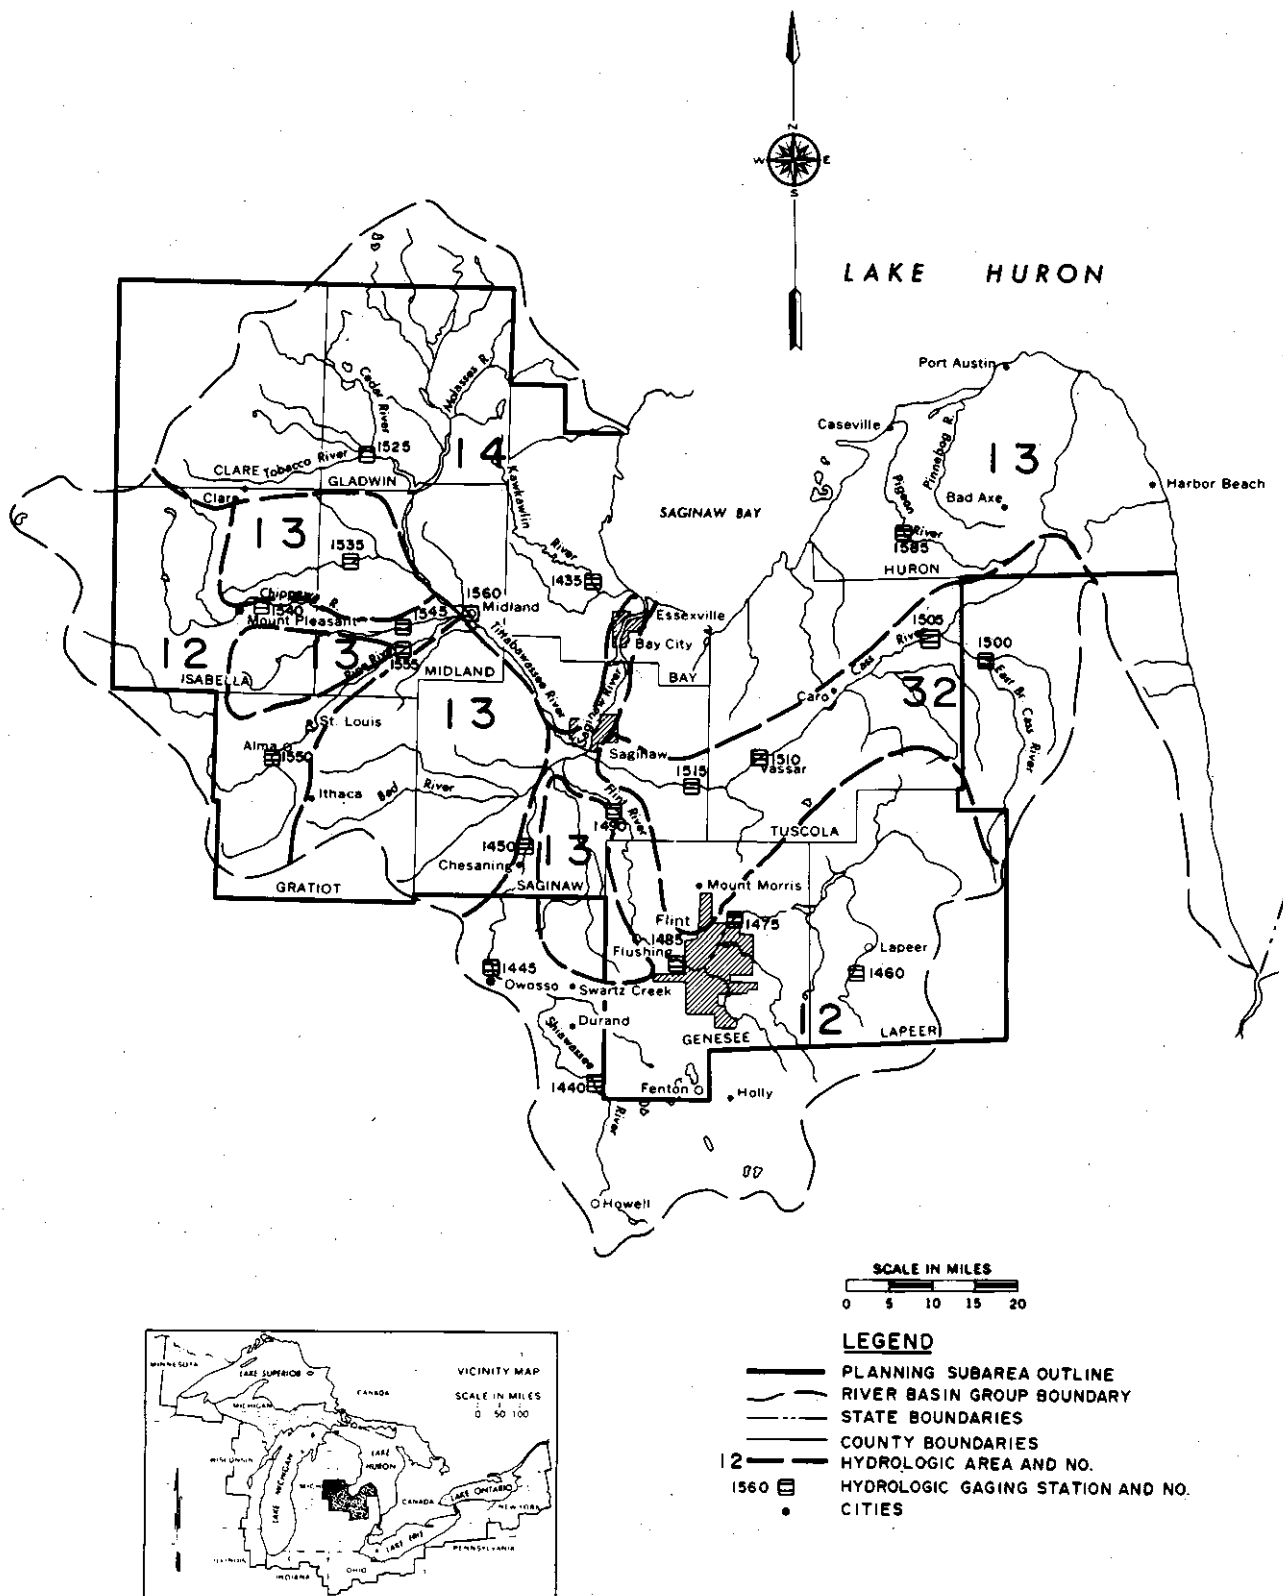 N
W E
S
LAKE HURON
Port Austin
Caseville
Pinnebog R.
13
Pigeon
River
Bad Axe
Harbor Beach
1585
HURON
SAGINAW BAY
Cedar River
Molasses R.
1525
14
CLARE
Tobacco River
GLADWIN
Clare
Kawkawlin
River
13
1535
1435
Chippewa R.
1540
1560
Midland
1545
Mount Pleasant
Essexville
Bay City
1505
1500
12
13
Pine River
1555
Tittabawassee River
Saginaw River
BAY
Cass River
East Br. Cass River
ISABELLA
MIDLAND
Caro
32
13
St. Louis
Alma
1550
Saginaw
1515
1510
Vassar
Ithaca
Bad River
Flint River
1490
TUSCOLA
1450
13
Chesaning
GRATIOT
SAGINAW
Mount Morris
Flint
1475
1485
Flushing
Lapeer
1460
1445
Owosso
Swartz Creek
Durand
12
GENESEE
LAPEER
Shiawassee
River
1440
Fenton
Holly
Howell
SCALE IN MILES
0 5 10 15 20
LEGEND
PLANNING SUBAREA OUTLINE
RIVER BASIN GROUP BOUNDARY
STATE BOUNDARIES
COUNTY BOUNDARIES
12 HYDROLOGIC AREA AND NO.
1560 HYDROLOGIC GAGING STATION AND NO.
CITIES
VICINITY MAP
SCALE IN MILES
0 50 100
MINNESOTA
LAKE SUPERIOR
CANADA
MICHIGAN
WISCONSIN
LAKE MICHIGAN
LAKE HURON
CANADA
LAKE ONTARIO
NEW YORK
LAKE ERIE
PENNSYLVANIA
ILLINOIS
INDIANA
OHIO